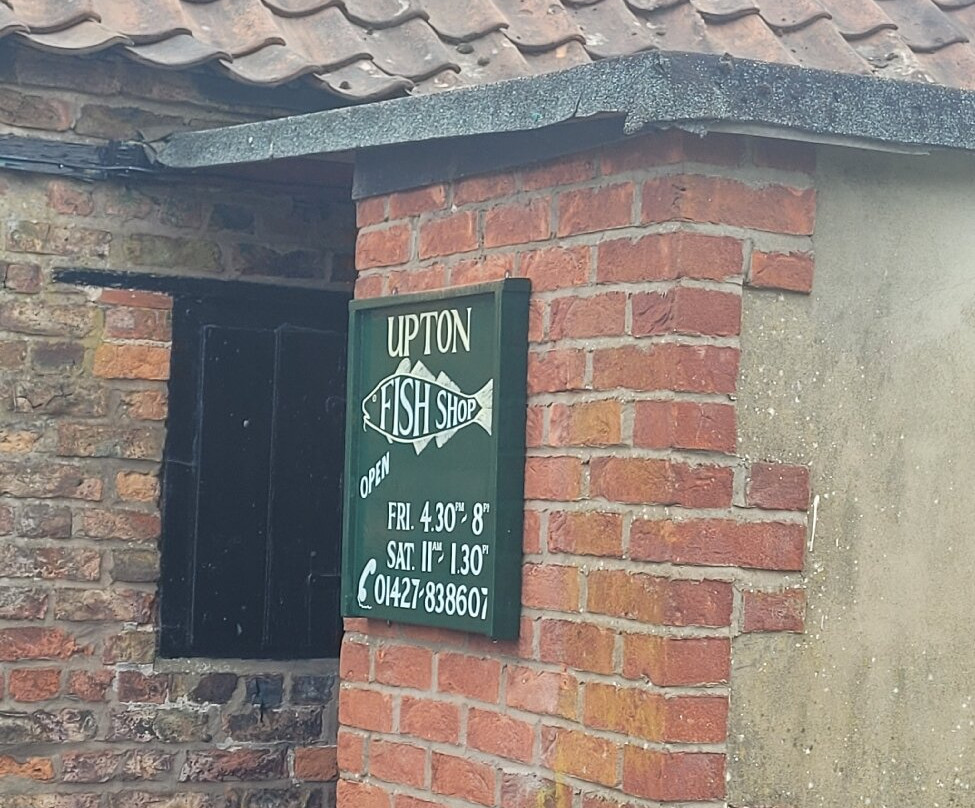 UPTON
FISH SHOP
OPEN
FRI. 4.30PM- 8PM
SAT. 11AM- 1.30PM
01427-838607